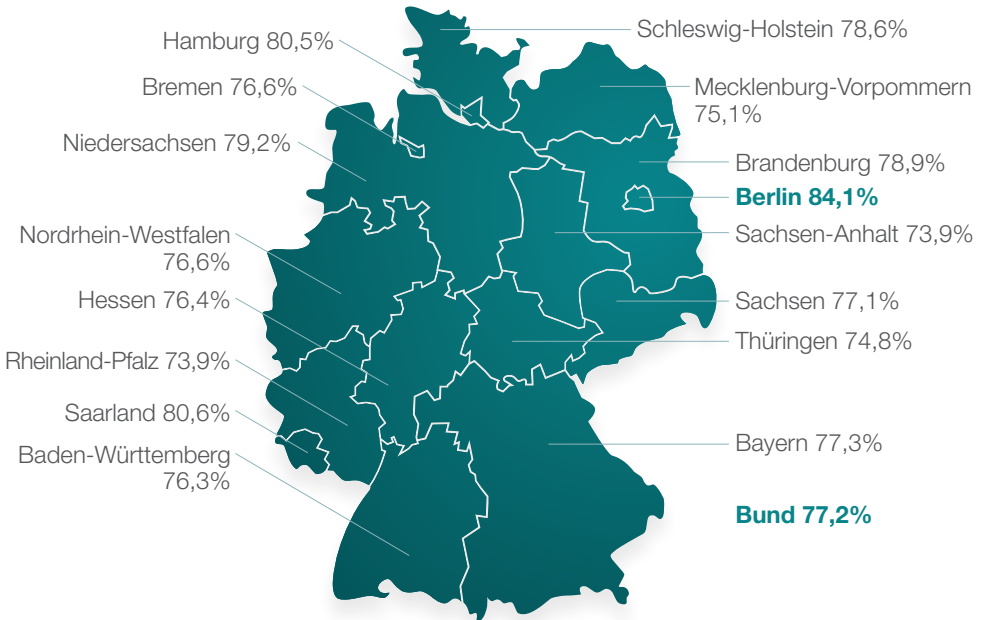 Hamburg 80,5%
Bremen 76,6%
Niedersachsen 79,2%
Nordrhein-Westfalen
76,6%
Hessen 76,4%
Rheinland-Pfalz 73,9%
Saarland 80,6%
Baden-Württemberg
76,3%
Schleswig-Holstein 78,6%
Mecklenburg-Vorpommern
75,1%
Brandenburg 78,9%
Berlin 84,1%
Sachsen-Anhalt 73,9%
Sachsen 77,1%
Thüringen 74,8%
Bayern 77,3%
Bund 77,2%